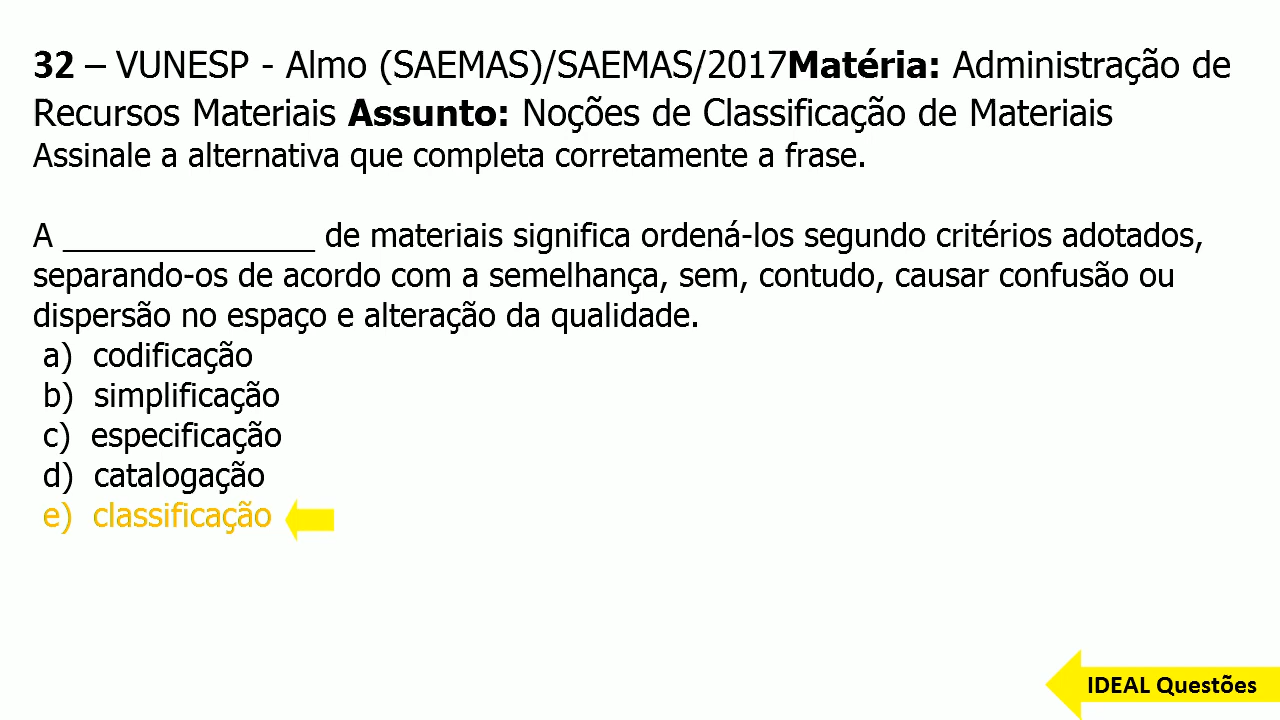 32 – VUNESP - Almo (SAEMAS)/SAEMAS/2017Matéria: Administração de
Recursos Materiais Assunto: Noções de Classificação de Materiais
Assinale a alternativa que completa corretamente a frase.
A _______________ de materiais significa ordená-los segundo critérios adotados,
separando-os de acordo com a semelhança, sem, contudo, causar confusão ou
dispersão no espaço e alteração da qualidade.
a) codificação
b) simplificação
c) especificação
d) catalogação
e) classificação
IDEAL Questões